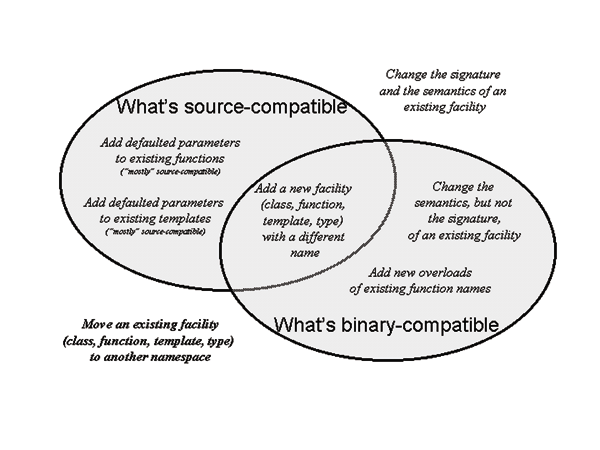 Change the signature
and the semantics of an
existing facility
What's source-compatible
Add defaulted parameters
to existing functions
("mostly" source-compatible)
Add defaulted parameters
to existing templates
("mostly" source-compatible)
Add a new facility
(class, function,
template, type)
with a different
name
Change the
semantics, but not
the signature,
of an existing facility
Add new overloads
of existing function names
What's binary-compatible
Move an existing facility
(class, function, template, type)
to another namespace